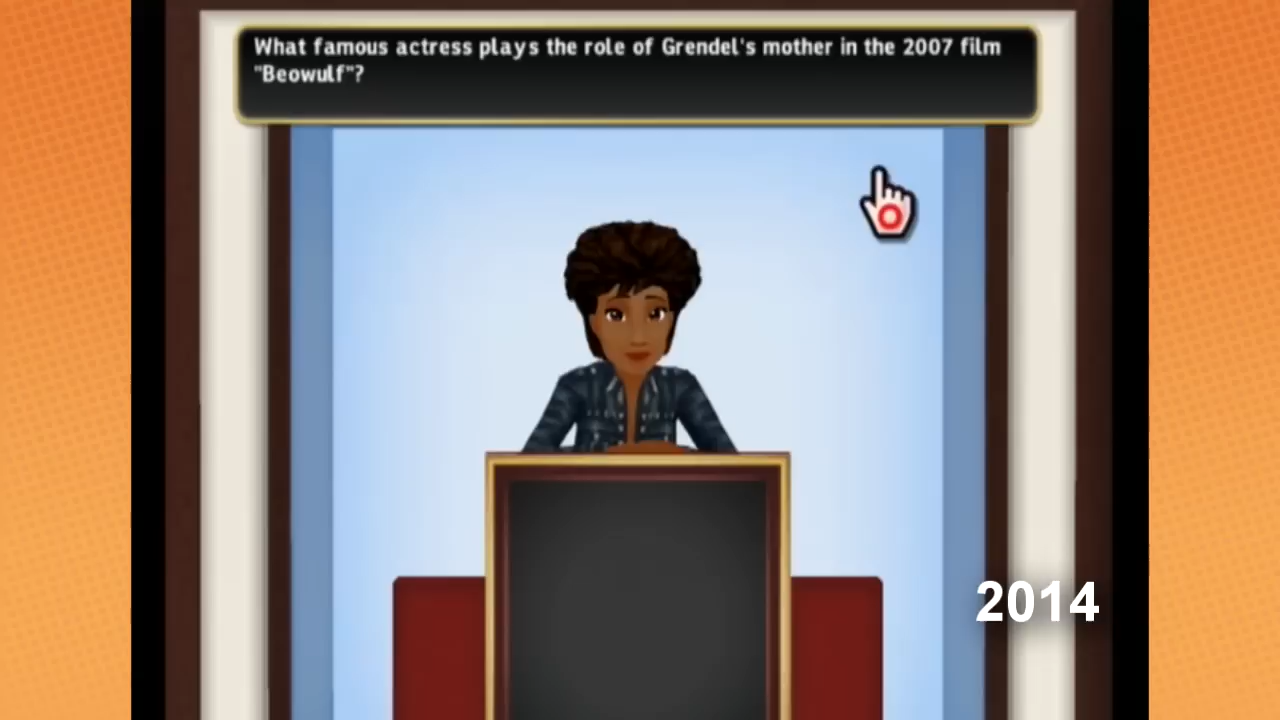 What famous actress plays the role of Grendel's mother in the 2007 film
"Beowulf"?
2014